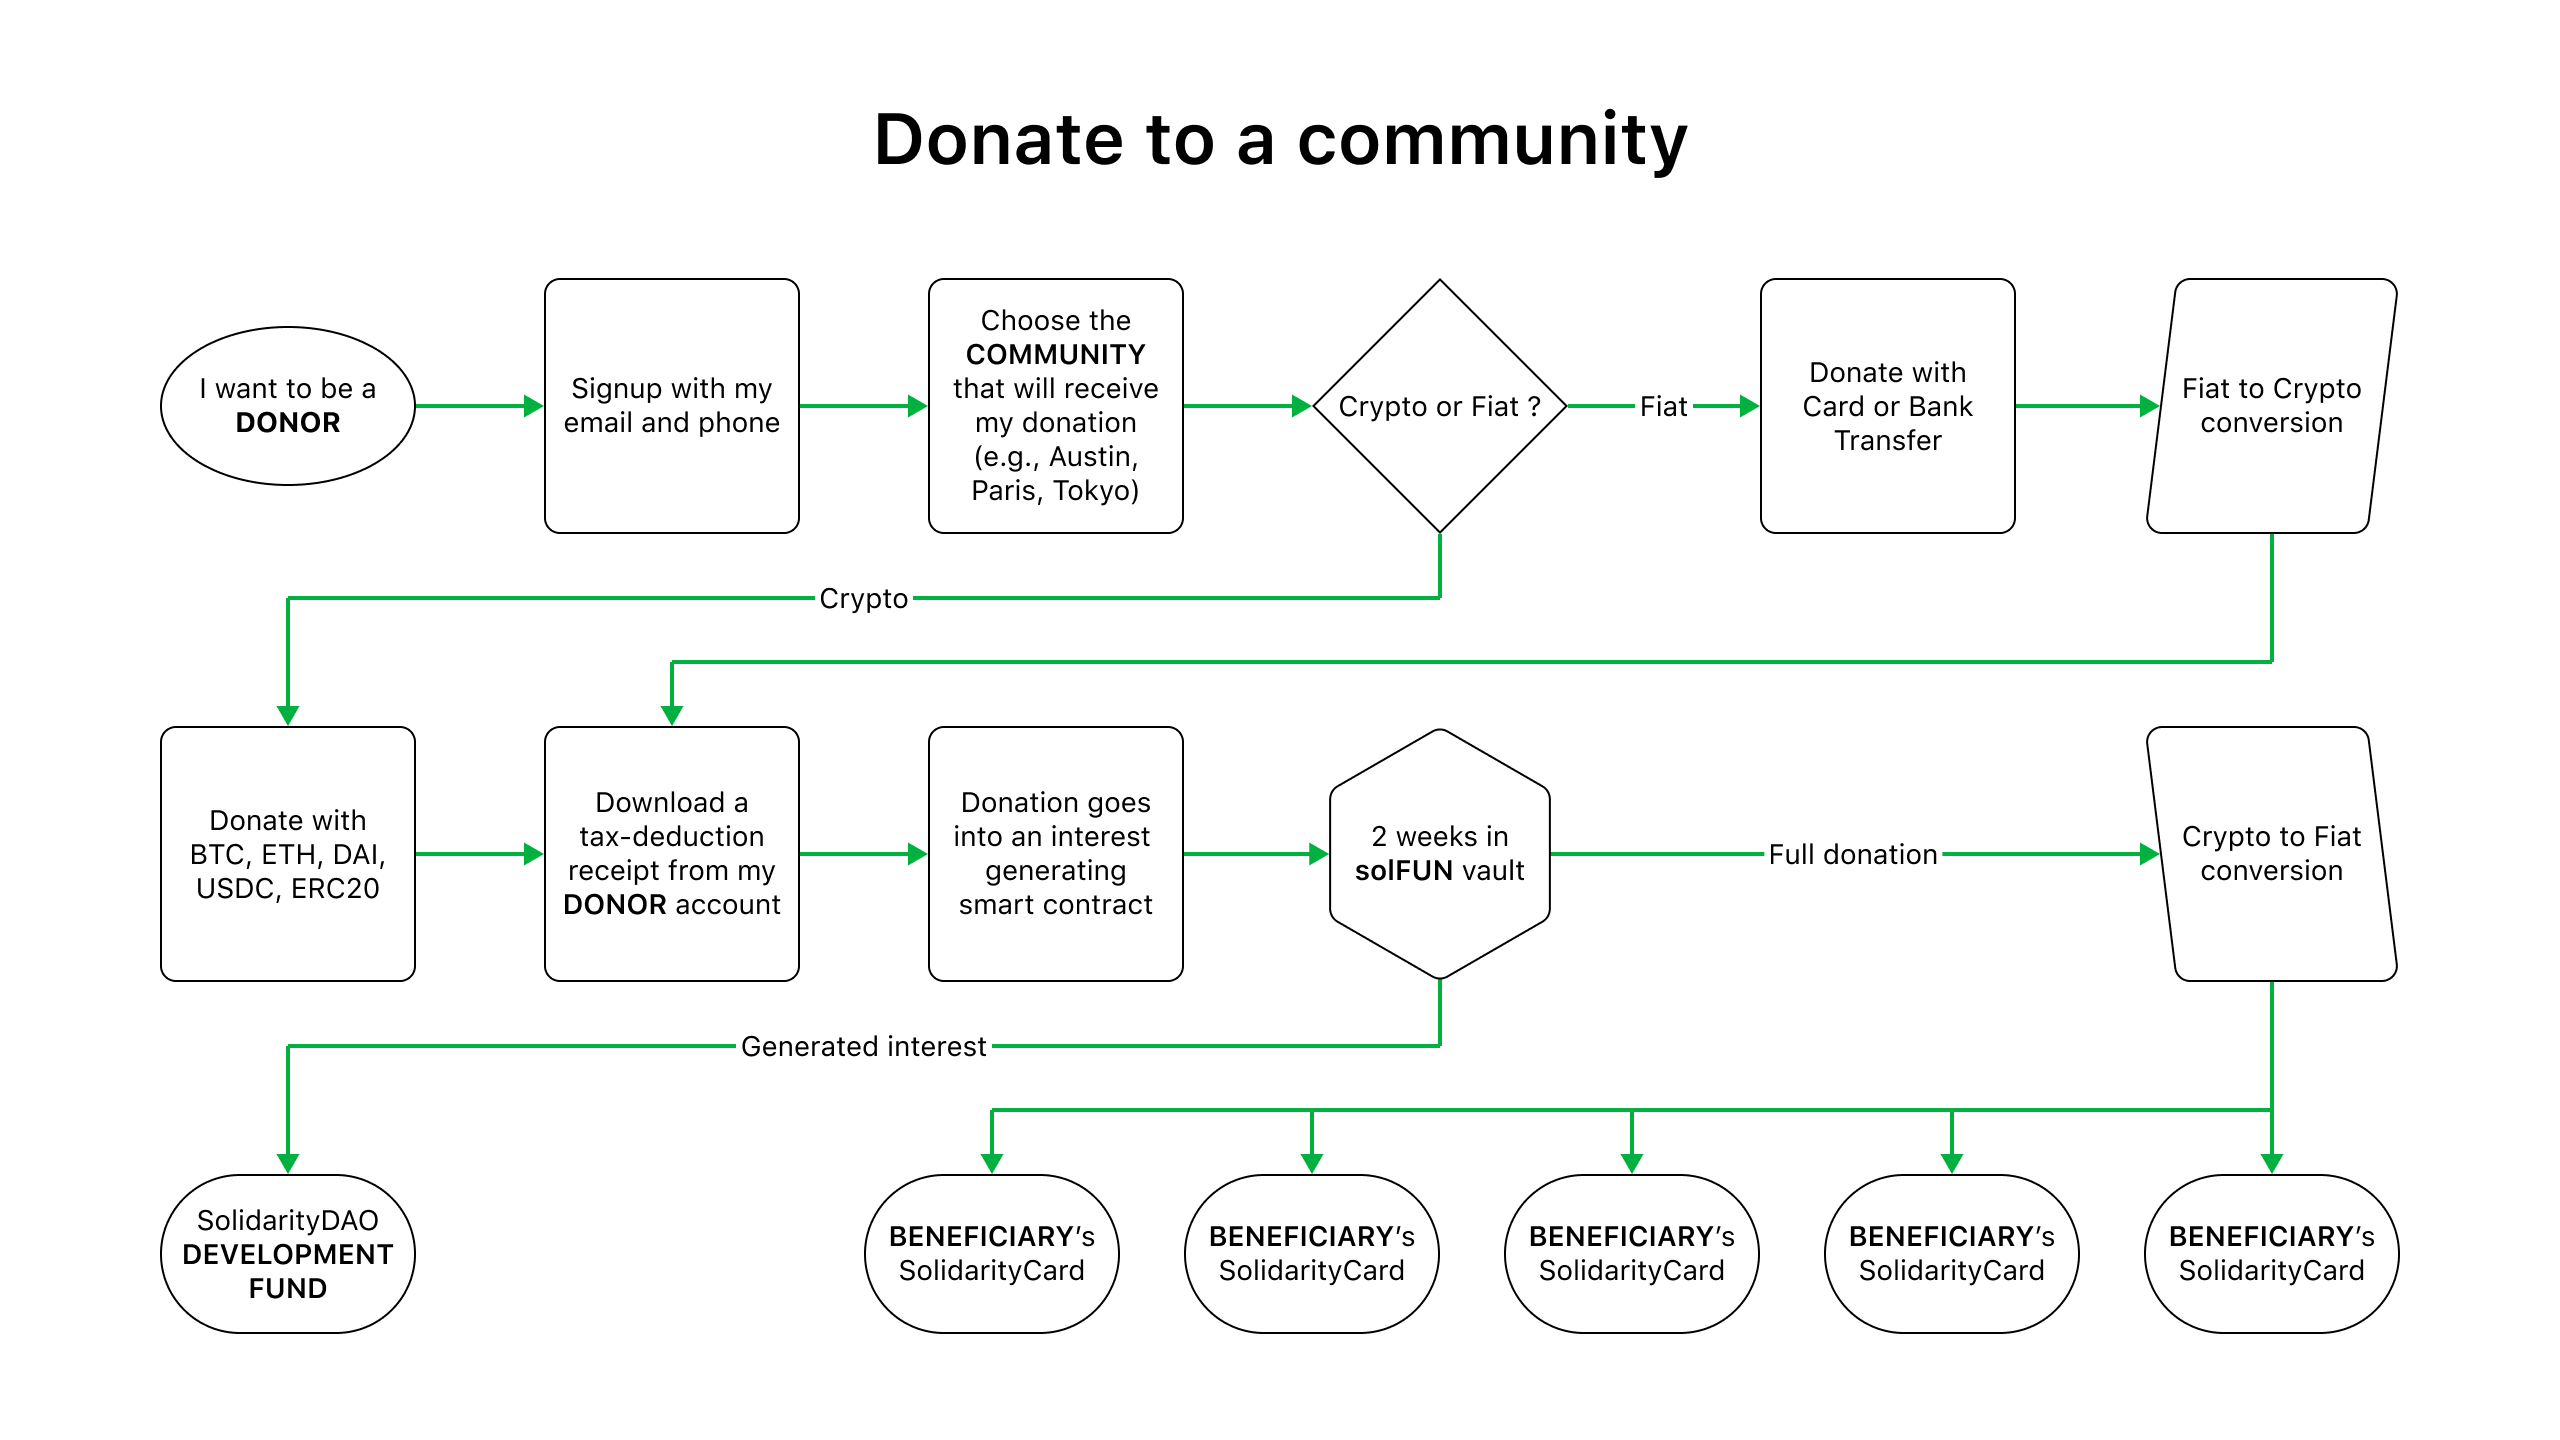 Donate to a community
I want to be a
DONOR
Signup with my
email and phone
Choose the
COMMUNITY
that will receive
my donation
(e.g., Austin,
Paris, Tokyo)
Crypto or Fiat ?
Fiat
Donate with
Card or Bank
Transfer
Fiat to Crypto
conversion
Crypto
Donate with
BTC, ETH, DAI,
USDC, ERC20
Download a
tax-deduction
receipt from my
DONOR account
Donation goes
into an interest
generating
smart contract
2 weeks in
solFUN vault
Full donation
Crypto to Fiat
conversion
Generated interest
SolidarityDAO
DEVELOPMENT
FUND
BENEFICIARY’s
SolidarityCard
BENEFICIARY’s
SolidarityCard
BENEFICIARY’s
SolidarityCard
BENEFICIARY’s
SolidarityCard
BENEFICIARY’s
SolidarityCard